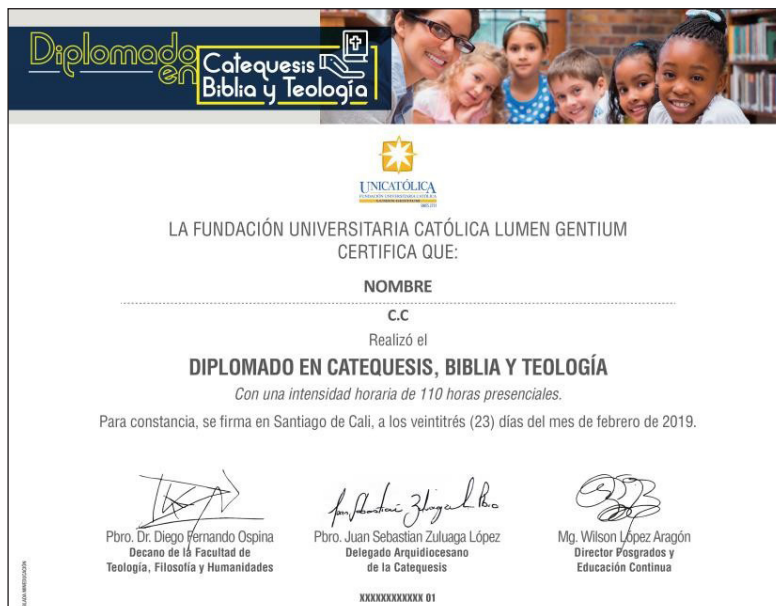 Diplomado
en
Catequesis
Biblia y Teología
UNICATÓLICA
FUNDACIÓN UNIVERSITARIA CATÓLICA
LA FUNDACIÓN UNIVERSITARIA CATÓLICA LUMEN GENTIUM
CERTIFICA QUE:
NOMBRE
C.C
Realizó el
DIPLOMADO EN CATEQUESIS, BIBLIA Y TEOLOGÍA
Con una intensidad horaria de 110 horas presenciales.
Para constancia, se firma en Santiago de Cali, a los veintitrés (23) días del mes de febrero de 2019.
Pbro. Dr. Diego Fernando Ospina
Decano de la Facultad de
Teología, Filosofía y Humanidades
Pbro. Juan Sebastian Zuluaga López
Delegado Arquidiocesano
de la Catequesis
Mg. Wilson López Aragón
Director Posgrados y
Educación Continua
XXXXXXXXXXXX 01